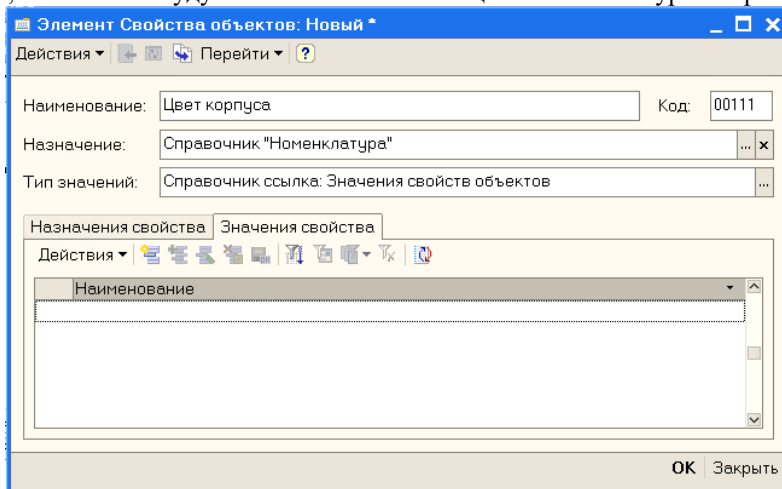 Элемент Свойства объектов: Новый *
Действия Перейти ?
Наименование: Цвет корпуса Код: 00111
Назначение: Справочник "Номенклатура" ... x
Тип значений: Справочник ссылка: Значения свойств объектов ...
Назначения свойства Значения свойства
Действия
Наименование
OK Закрыть